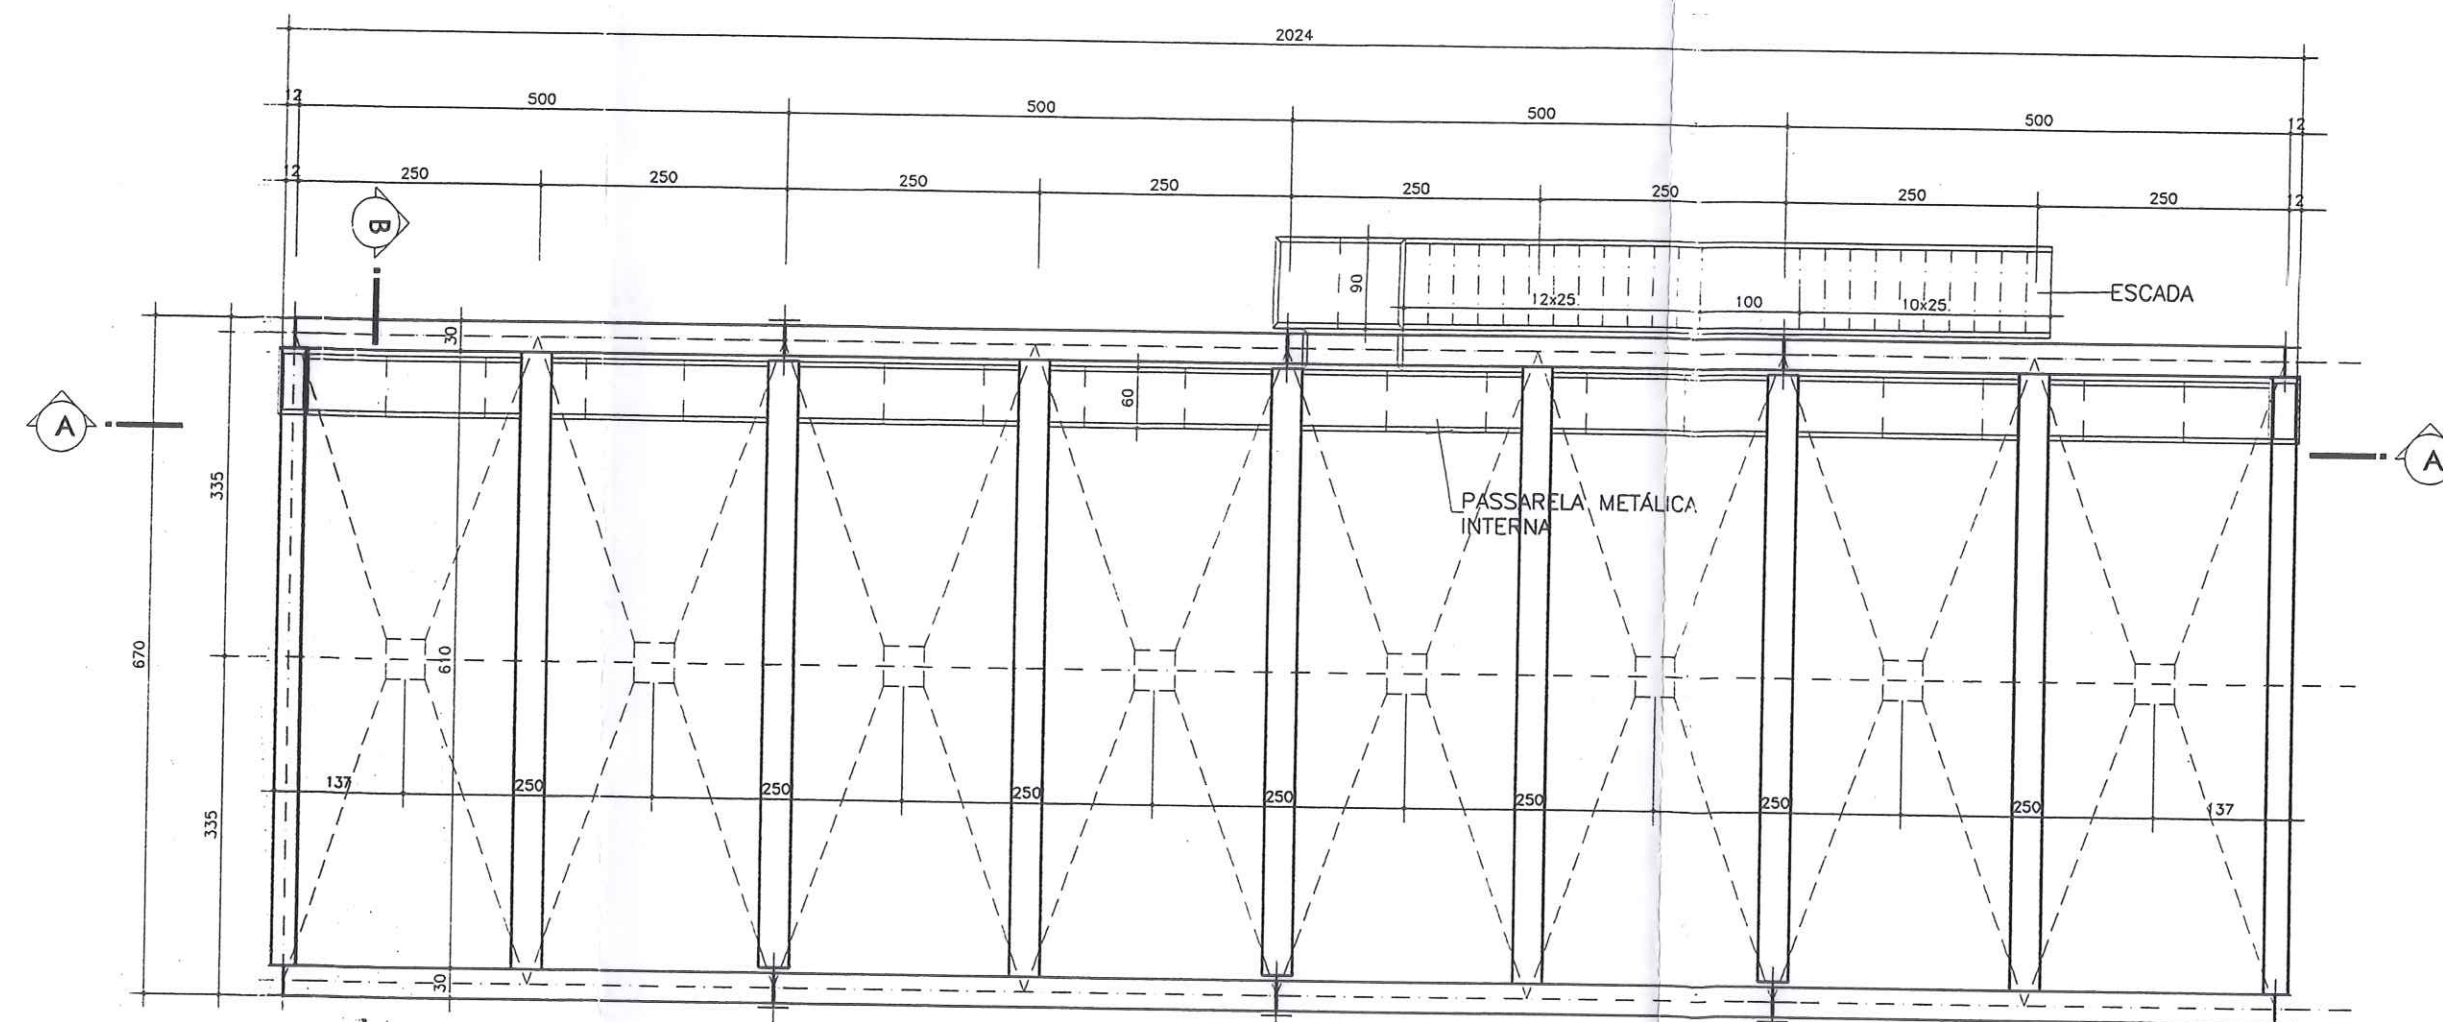 2024
12 500 500 500 500 12
12 250 250 250 250 250 250 250 250 12
B
90
12x25 100 10x25
ESCADA
30
60
A
A
335
PASSARELA METÁLICA
INTERNA
670
610
137 250 250 250 250 250 250 250 137
335
30